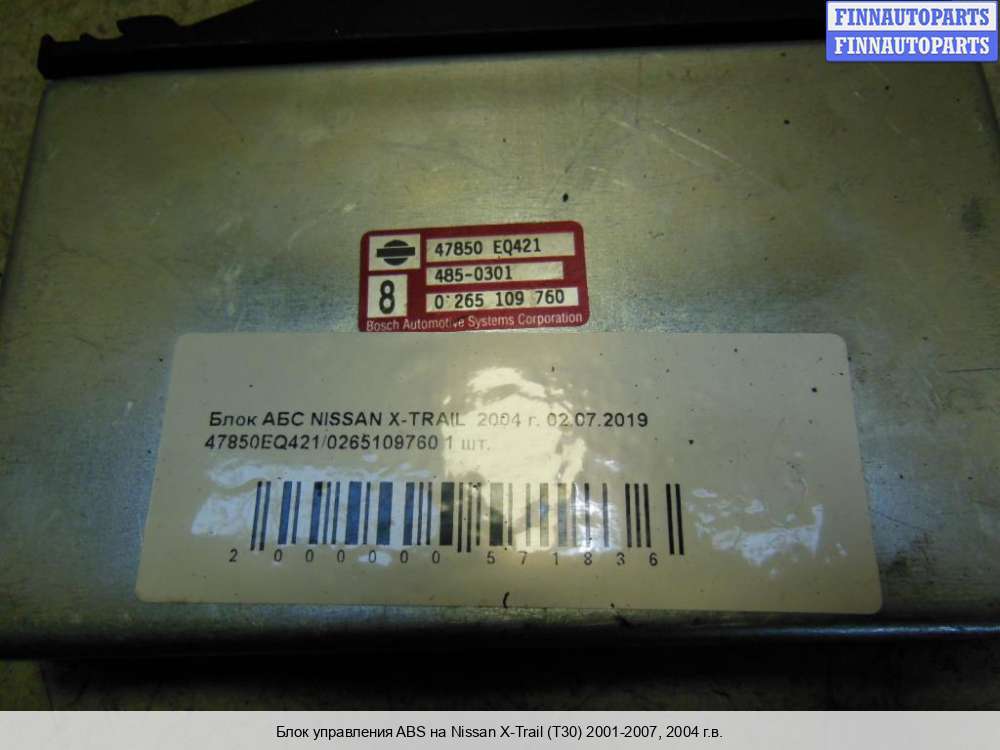 FINNAUTOPARTS
FINNAUTOPARTS
47850 EQ421
485-0301
8
0 265 109 760
Bosch Automotive Systems Corporation
Блок АБС NISSAN X-TRAIL 2004 г. 02.07.2019
47850EQ421/0265109760 1 шт.
2 000000 571836
Блок управления ABS на Nissan X-Trail (T30) 2001-2007, 2004 г.в.